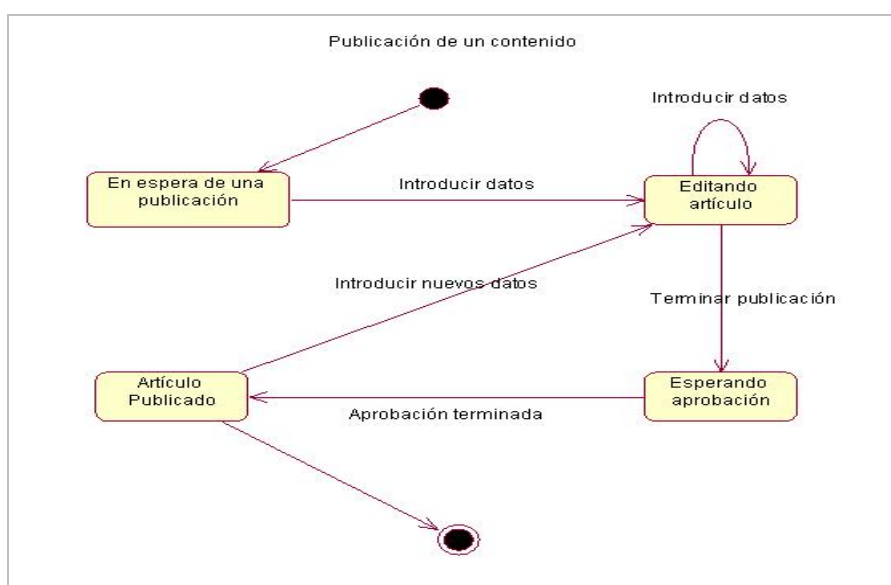 Publicación de un contenido
Introducir datos
En espera de una
publicación
Introducir datos
Editando
artículo
Introducir nuevos datos
Terminar publicación
Artículo
Publicado
Aprobación terminada
Esperando
aprobación